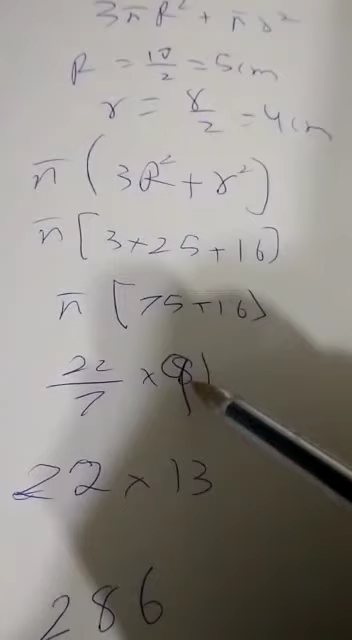 3πR² + πr²
R = 10/2 = 5cm
r = 8/2 = 4cm
π (3R² + r²)
π [3×25+16]
π [75+16]
22/7 × 91
22 × 13
286